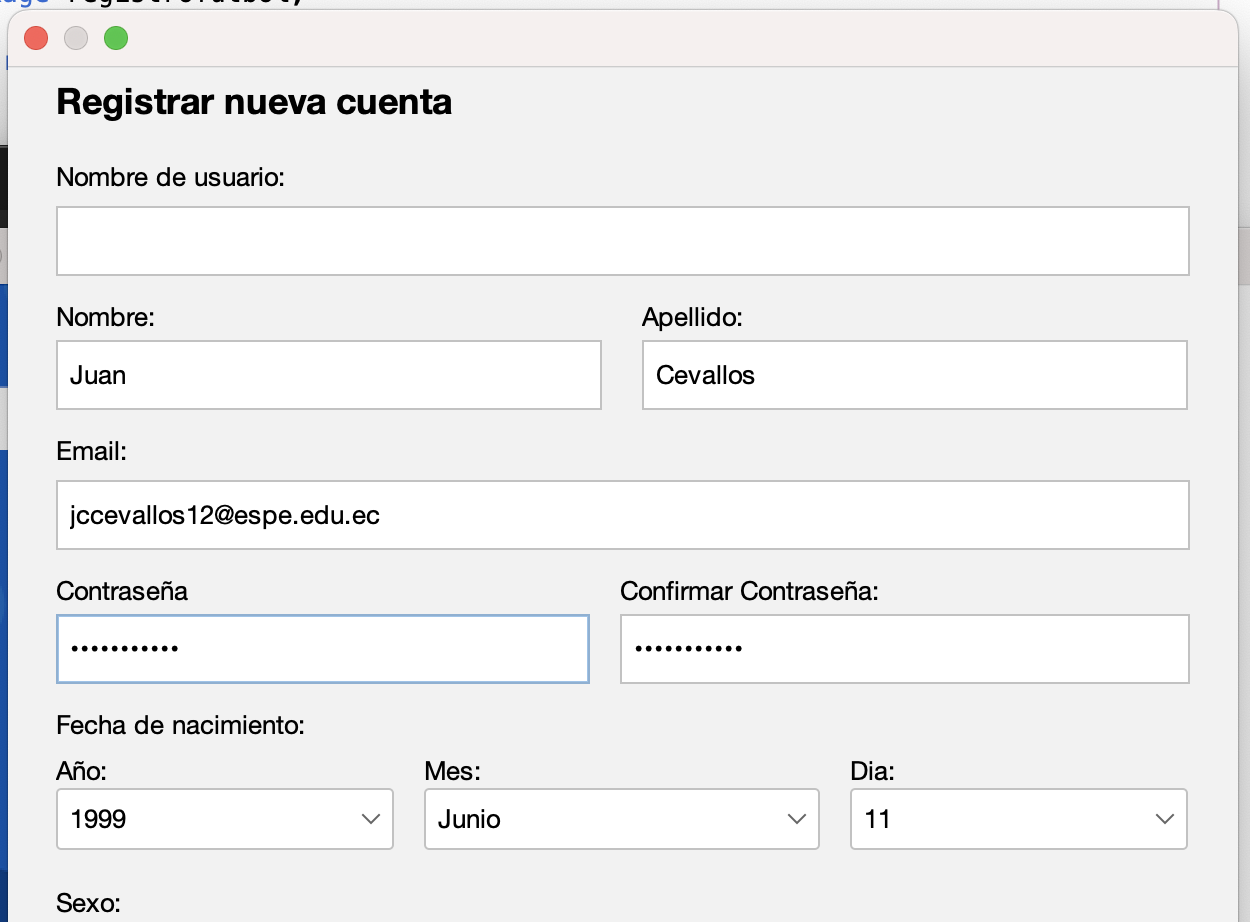 Registrar nueva cuenta
Nombre de usuario:
Nombre: Apellido:
Juan Cevallos
Email:
jccevallos12@espe.edu.ec
Contraseña Confirmar Contraseña:
••••••••••• •••••••••••
Fecha de nacimiento:
Año: Mes: Dia:
1999 Junio 11
Sexo: